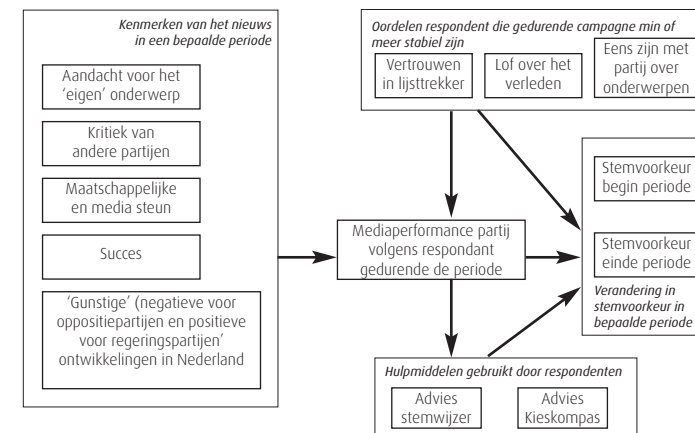 Kenmerken van het nieuws
in een bepaalde periode
Aandacht voor het
‘eigen’ onderwerp
Kritiek van
andere partijen
Maatschappelijke
en media steun
Succes
‘Gunstige’ (negatieve voor
oppositiepartijen en positieve
voor regeringspartijen’
ontwikkelingen in Nederland
Oordelen respondent die gedurende campagne min of
meer stabiel zijn
Vertrouwen
in lijsttrekker
Lof over het
verleden
Eens zijn met
partij over
onderwerpen
Mediaperformance partij
volgens respondant
gedurende de periode
Stemvoorkeur
begin periode
Stemvoorkeur
einde periode
Verandering in
stemvoorkeur in
bepaalde periode
Hulpmiddelen gebruikt door respondenten
Advies
stemwijzer
Advies
Kieskompas